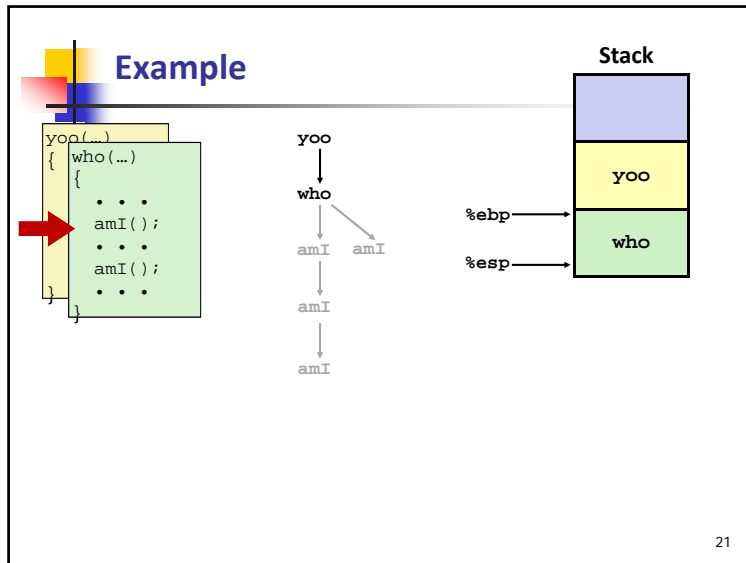 Example
Stack
yoo(…)
{
}
who(…)
{
• • •
amI();
• • •
amI();
• • •
}
yoo
who
amI amI
amI
amI
%ebp
%esp
yoo
who
21